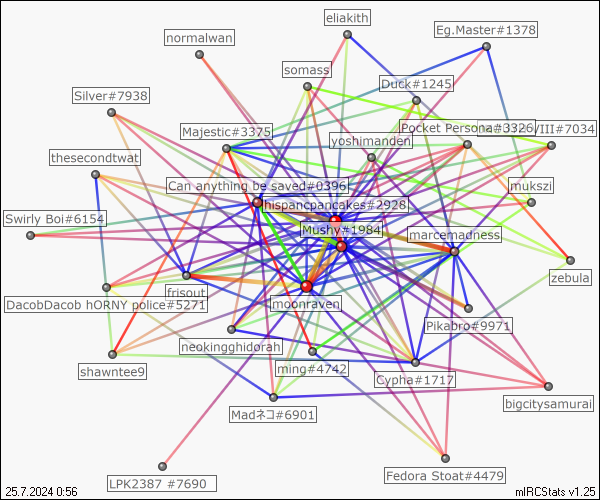 eliakith
Eg.Master#1378
normalwan
somass
Duck#1245
Silver#7938
Majestic#3375
yoshimanden
Pocket Persona#3326
VIII#7034
thesecondtwat
Can anything be saved#0396
mukszi
hispancpancakes#2928
Swirly Boi#6154
Mushy#1984
marcemadness
zebula
frisout
DacobDacob hORNY police#5271
moonraven
Pikabro#9971
neokingghidorah
shawntee9
ming#4742
Cypha#1717
bigcitysamurai
Madネコ#6901
Fedora Stoat#4479
LPK2387 #7690
25.7.2024 0:56
mIRCStats v1.25